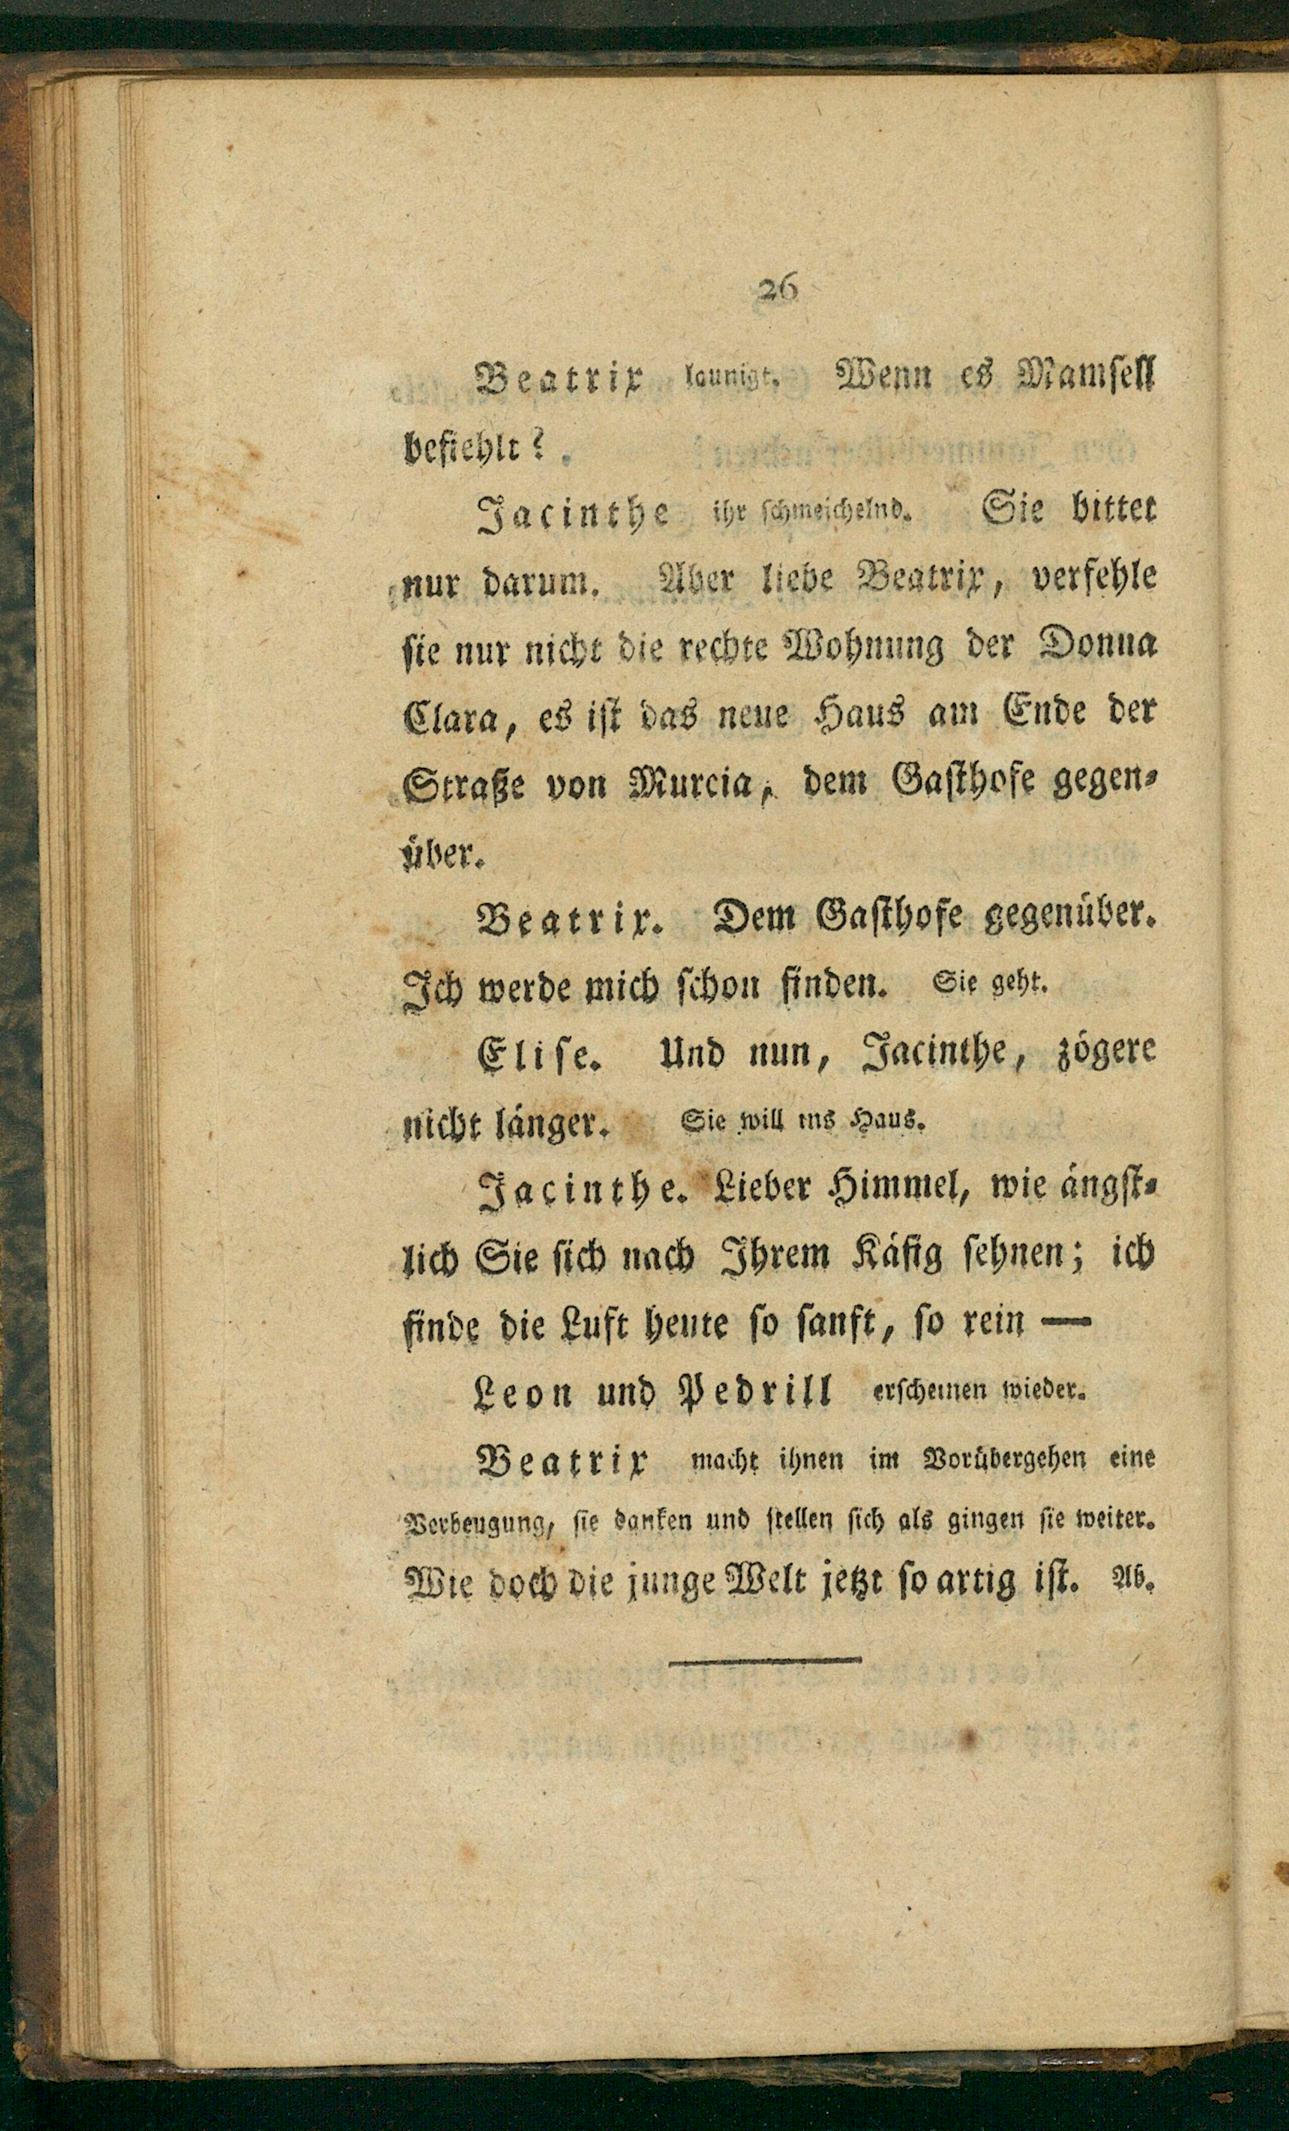 26
Beatrix launigt. Wenn es Mamsell
befiehlt?
Jacinthe ihr schmeichelnd. Sie bittet
nur darum. Aber liebe Beatrix, verfehle
sie nur nicht die rechte Wohnung der Donna
Clara, es ist das neue Haus am Ende der
Straße von Murcia, dem Gasthofe gegen-
über.
Beatrix. Dem Gasthofe gegenüber.
Ich werde mich schon finden. Sie geht.
Elise. Und nun, Jacinthe, zögere
nicht länger. Sie will ins Haus.
Jacinthe. Lieber Himmel, wie ängst-
lich Sie sich nach Ihrem Käfig sehnen; ich
finde die Luft heute so sanft, so rein —
Leon und Pedrill erscheinen wieder.
Beatrix macht ihnen im Vorübergehen eine
Verbeugung, sie danken und stellen sich als gingen sie weiter.
Wie doch die junge Welt jetzt so artig ist. Ab.